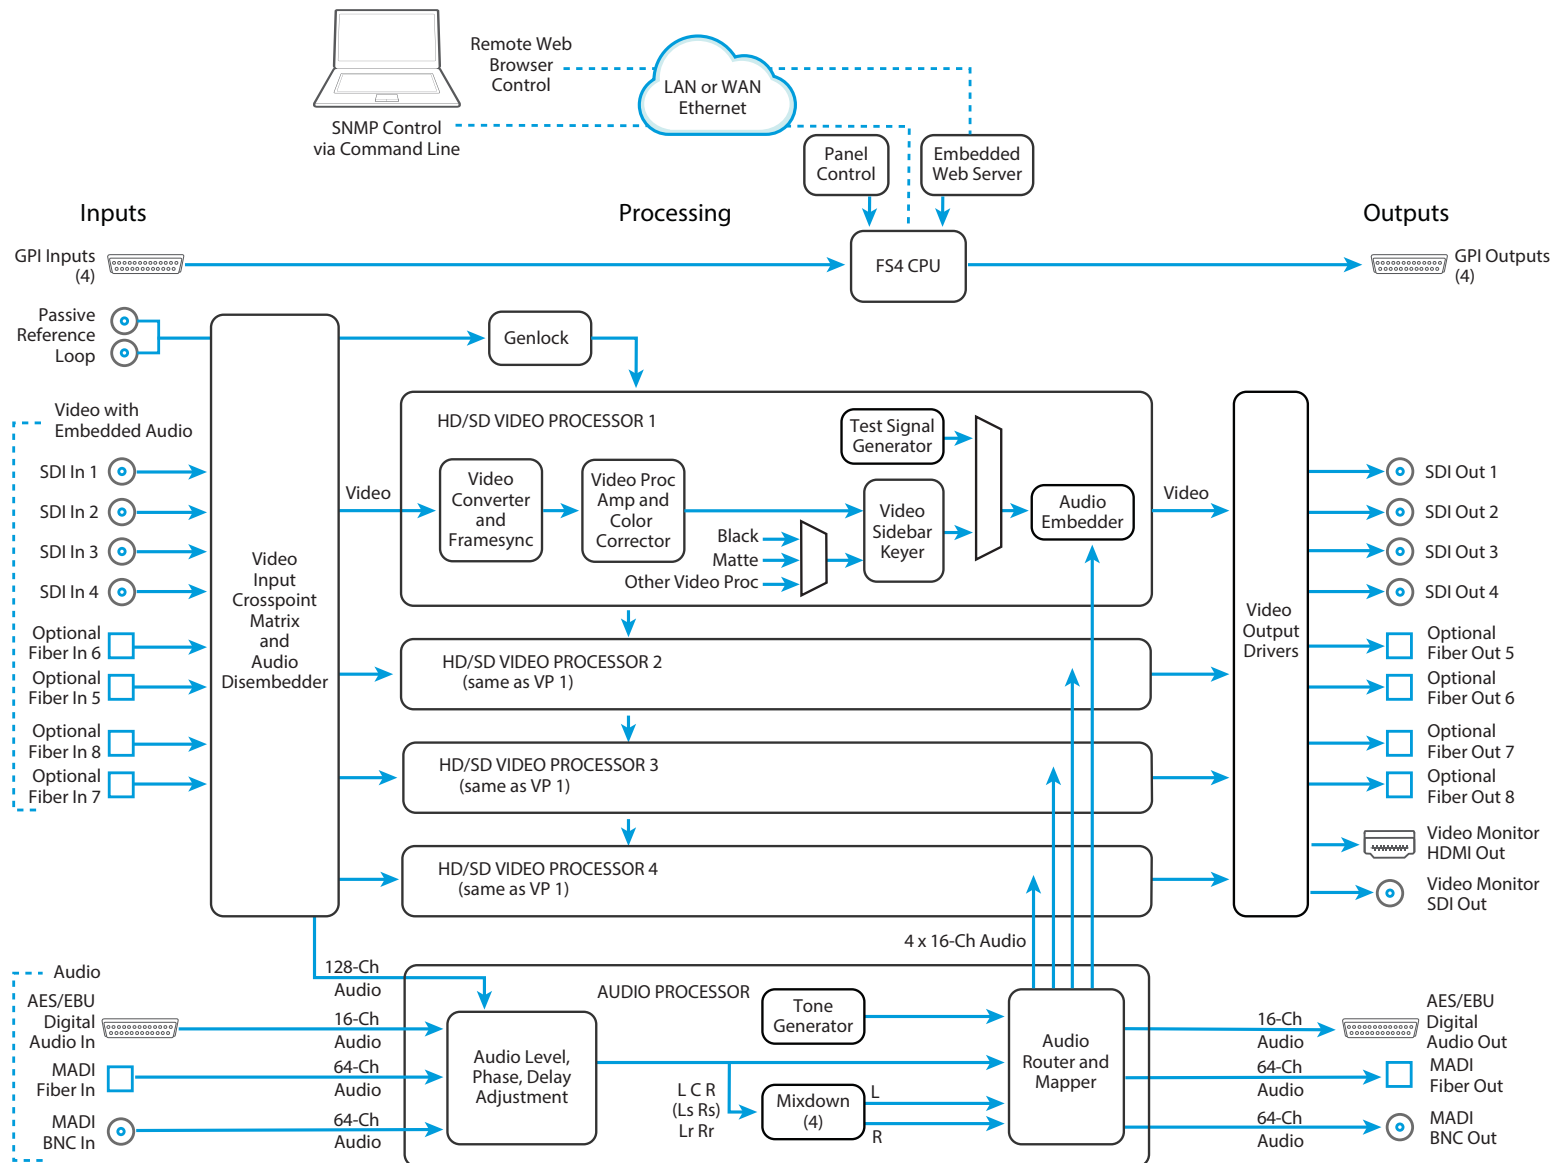 Remote Web
Browser
Control
LAN or WAN
Ethernet
SNMP Control
via Command Line
Panel
Control
Embedded
Web Server
Inputs
Processing
Outputs
GPI Inputs
(4)
FS4 CPU
GPI Outputs
(4)
Passive
Reference
Loop
Genlock
Video with
Embedded Audio
SDI In 1
SDI In 2
SDI In 3
SDI In 4
Optional
Fiber In 6
Optional
Fiber In 5
Optional
Fiber In 8
Optional
Fiber In 7
Video
Input
Crosspoint
Matrix
and
Audio
Disembedder
Video
HD/SD VIDEO PROCESSOR 1
Video
Converter
and
Framesync
Video Proc
Amp and
Color
Corrector
Black
Matte
Other Video Proc
Test Signal
Generator
Video
Sidebar
Keyer
Audio
Embedder
Video
HD/SD VIDEO PROCESSOR 2
(same as VP 1)
HD/SD VIDEO PROCESSOR 3
(same as VP 1)
HD/SD VIDEO PROCESSOR 4
(same as VP 1)
Video
Output
Drivers
SDI Out 1
SDI Out 2
SDI Out 3
SDI Out 4
Optional
Fiber Out 5
Optional
Fiber Out 6
Optional
Fiber Out 7
Optional
Fiber Out 8
Video Monitor
HDMI Out
Video Monitor
SDI Out
4 x 16-Ch Audio
Audio
AES/EBU
Digital
Audio In
MADI
Fiber In
MADI
BNC In
128-Ch
Audio
16-Ch
Audio
64-Ch
Audio
64-Ch
Audio
AUDIO PROCESSOR
Audio Level,
Phase, Delay
Adjustment
Tone
Generator
L C R
(Ls Rs)
Lr Rr
Mixdown
(4)
L
R
Audio
Router and
Mapper
16-Ch
Audio
64-Ch
Audio
64-Ch
Audio
AES/EBU
Digital
Audio Out
MADI
Fiber Out
MADI
BNC Out